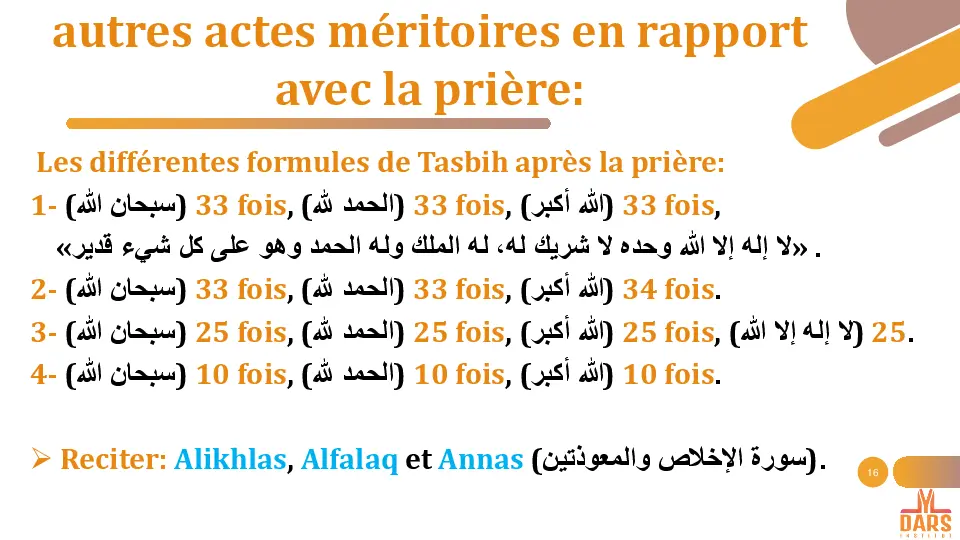 autres actes méritoires en rapport
avec la prière:
Les différentes formules de Tasbih après la prière:
1- (سبحان الله) 33 fois, (الحمد لله) 33 fois, (الله أكبر) 33 fois,
«لا إله إلا الله وحده لا شريك له، له الملك وله الحمد وهو على كل شيء قدير» .
2- (سبحان الله) 33 fois, (الحمد لله) 33 fois, (الله أكبر) 34 fois.
3- (سبحان الله) 25 fois, (الحمد لله) 25 fois, (الله أكبر) 25 fois, (لا إله إلا الله) 25.
4- (سبحان الله) 10 fois, (الحمد لله) 10 fois, (الله أكبر) 10 fois.
➢ Reciter: Alikhlas, Alfalaq et Annas (سورة الإخلاص والمعوذتين).
16
DARS
INSTITUT